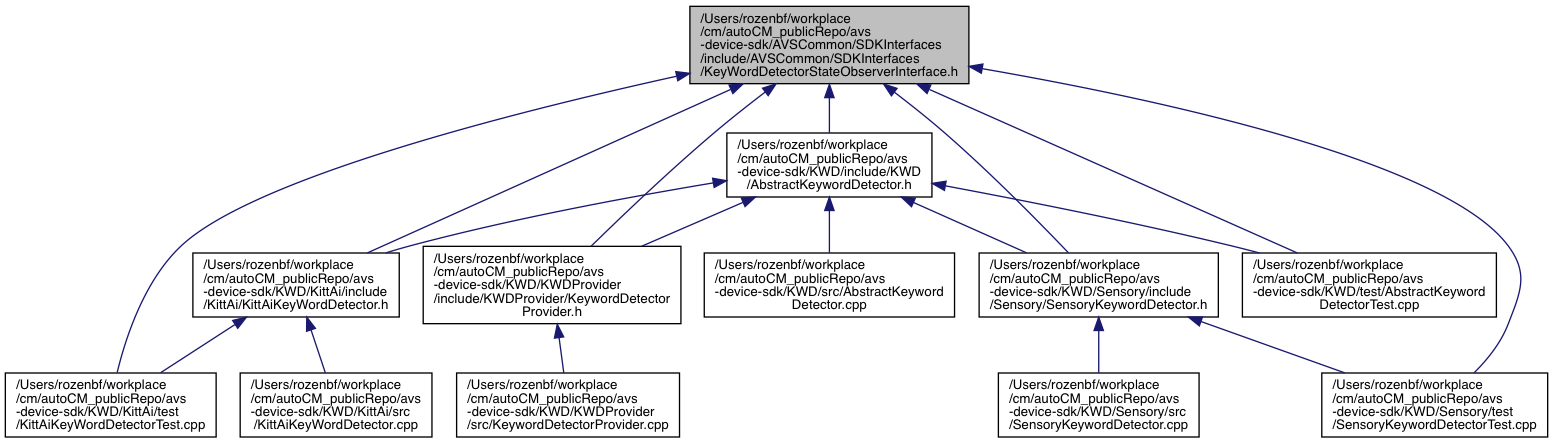 /Users/rozenbf/workplace
/cm/autoCM_publicRepo/avs
-device-sdk/AVSCommon/SDKInterfaces
/include/AVSCommon/SDKInterfaces
/KeyWordDetectorStateObserverInterface.h
/Users/rozenbf/workplace
/cm/autoCM_publicRepo/avs
-device-sdk/KWD/include/KWD
/AbstractKeywordDetector.h
/Users/rozenbf/workplace
/cm/autoCM_publicRepo/avs
-device-sdk/KWD/KittAi/include
/KittAi/KittAiKeyWordDetector.h
/Users/rozenbf/workplace
/cm/autoCM_publicRepo/avs
-device-sdk/KWD/KWDProvider
/include/KWDProvider/KeywordDetector
Provider.h
/Users/rozenbf/workplace
/cm/autoCM_publicRepo/avs
-device-sdk/KWD/src/AbstractKeyword
Detector.cpp
/Users/rozenbf/workplace
/cm/autoCM_publicRepo/avs
-device-sdk/KWD/Sensory/include
/Sensory/SensoryKeywordDetector.h
/Users/rozenbf/workplace
/cm/autoCM_publicRepo/avs
-device-sdk/KWD/test/AbstractKeyword
DetectorTest.cpp
/Users/rozenbf/workplace
/cm/autoCM_publicRepo/avs
-device-sdk/KWD/KittAi/test
/KittAiKeyWordDetectorTest.cpp
/Users/rozenbf/workplace
/cm/autoCM_publicRepo/avs
-device-sdk/KWD/KittAi/src
/KittAiKeyWordDetector.cpp
/Users/rozenbf/workplace
/cm/autoCM_publicRepo/avs
-device-sdk/KWD/KWDProvider
/src/KeywordDetectorProvider.cpp
/Users/rozenbf/workplace
/cm/autoCM_publicRepo/avs
-device-sdk/KWD/Sensory/src
/SensoryKeywordDetector.cpp
/Users/rozenbf/workplace
/cm/autoCM_publicRepo/avs
-device-sdk/KWD/Sensory/test
/SensoryKeywordDetectorTest.cpp